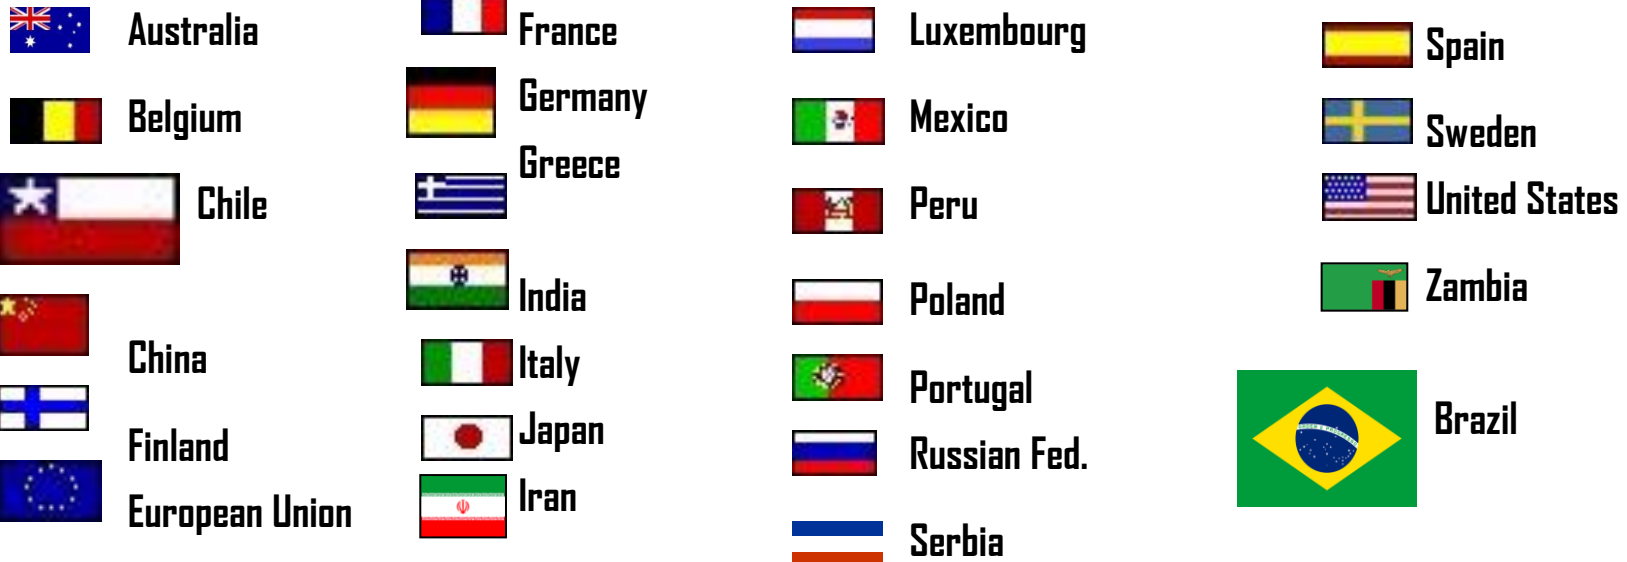 Australia
Belgium
Chile
China
Finland
European Union
France
Germany
Greece
India
Italy
Japan
Iran
Luxembourg
Mexico
Peru
Poland
Portugal
Russian Fed.
Serbia
Spain
Sweden
United States
Zambia
Brazil